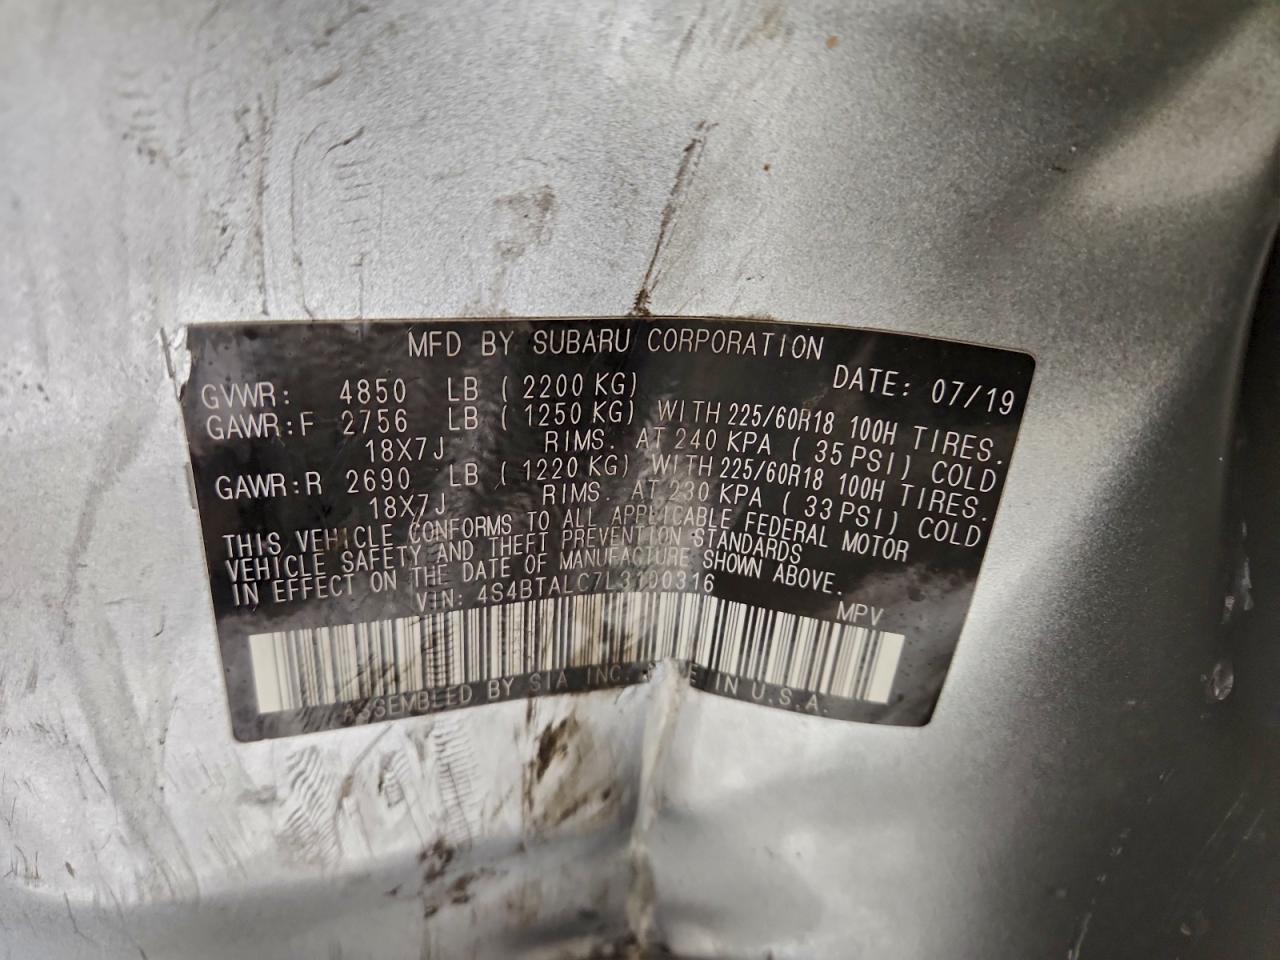 MFD BY SUBARU CORPORATION
DATE: 07/19
GVWR: 4850 LB (2200 KG)
GAWR:F 2756 LB (1250 KG) WITH 225/60R18 100H TIRES.
18X7J RIMS. AT 240 KPA (35 PSI) COLD
GAWR:R 2690 LB (1220 KG) WITH 225/60R18 100H TIRES.
18X7J RIMS. AT 230 KPA (33 PSI) COLD
THIS VEHICLE CONFORMS TO ALL APPLICABLE FEDERAL MOTOR
VEHICLE SAFETY AND THEFT PREVENTION STANDARDS
IN EFFECT ON THE DATE OF MANUFACTURE SHOWN ABOVE.
VIN: 4S4BTALC7L3100316 MPV
ASSEMBLED BY SIA INC. MADE IN U.S.A.